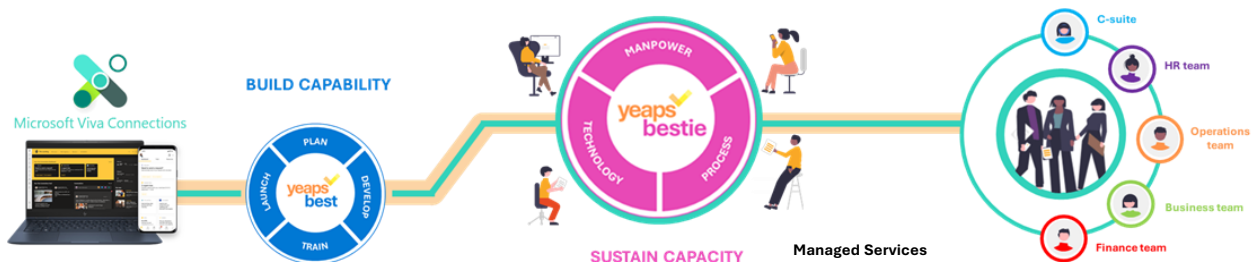 Microsoft Viva Connections
BUILD CAPABILITY
PLAN
DEVELOP
TRAIN
LAUNCH
yeaps
best
MANPOWER
PROCESS
TECHNOLOGY
yeaps
bestie
SUSTAIN CAPACITY
Managed Services
C-suite
HR team
Operations
team
Business team
Finance team